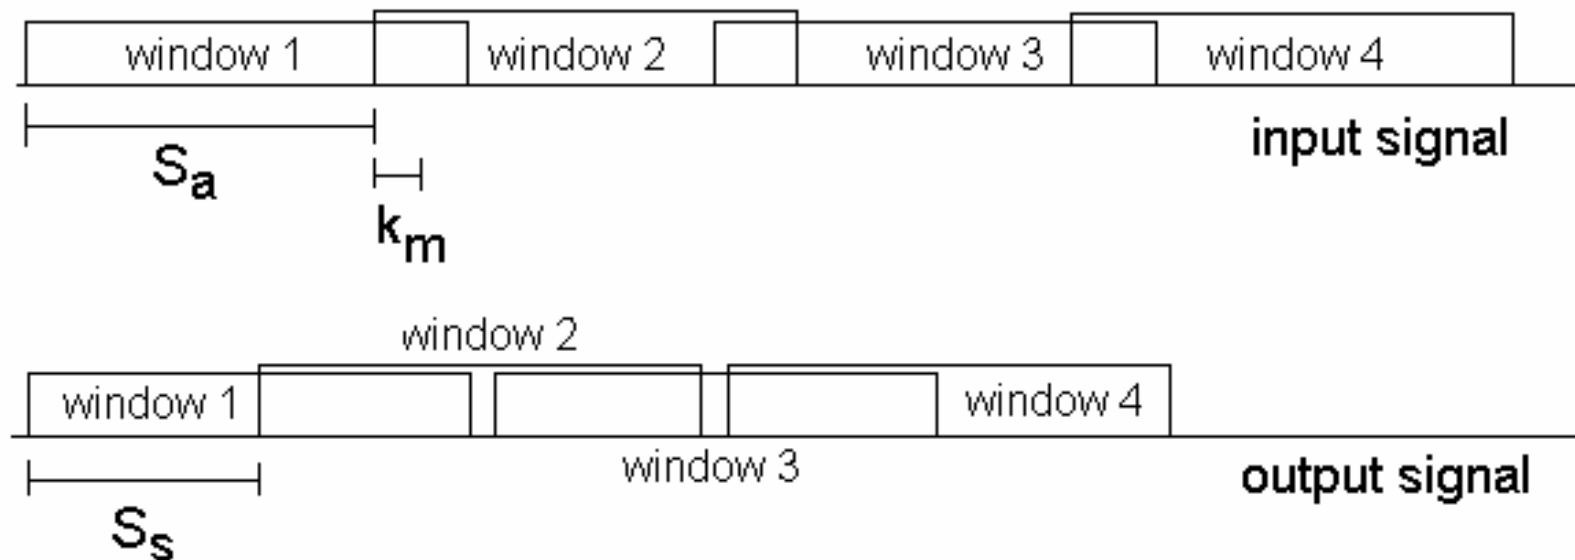 window 1 window 2 window 3 window 4
input signal
Sa
km
window 2
window 1 window 4
window 3
output signal
Ss